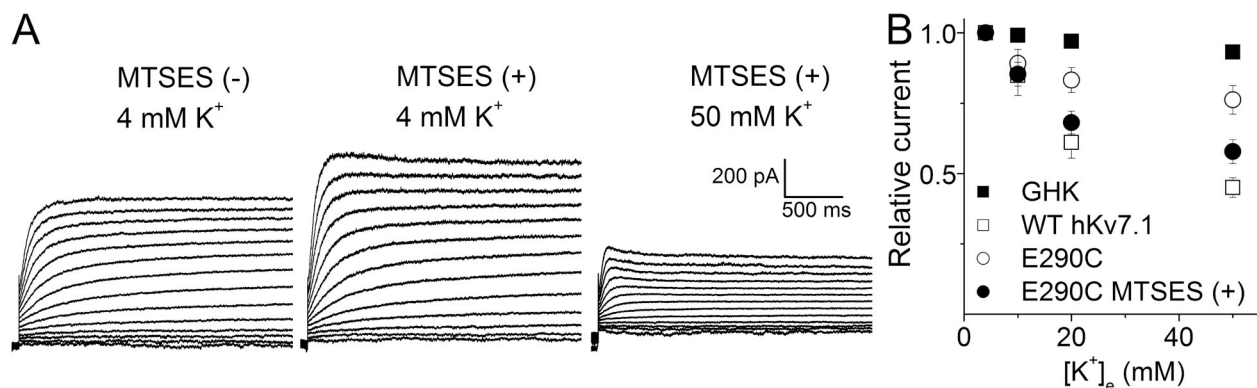 A
MTSES (-)
4 mM K⁺
MTSES (+)
4 mM K⁺
MTSES (+)
50 mM K⁺
200 pA
500 ms
B
Relative current
1.0
0.5
GHK
WT hKv7.1
E290C
E290C MTSES (+)
0 20 40
[K⁺]ₑ (mM)